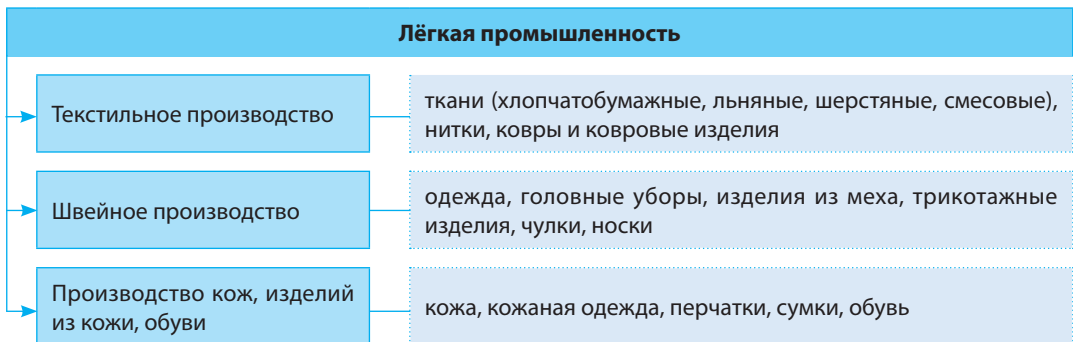 Лёгкая промышленность
Текстильное производство
ткани (хлопчатобумажные, льняные, шерстяные, смесовые),
нитки, ковры и ковровые изделия
Швейное производство
одежда, головные уборы, изделия из меха, трикотажные
изделия, чулки, носки
Производство кож, изделий
из кожи, обуви
кожа, кожаная одежда, перчатки, сумки, обувь